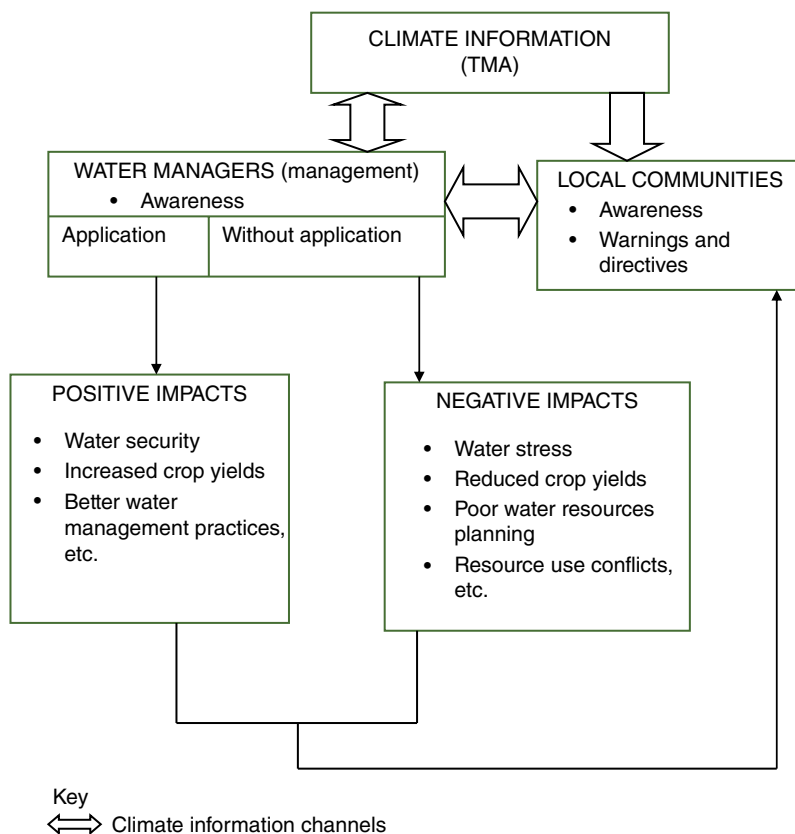 CLIMATE INFORMATION
(TMA)
WATER MANAGERS (management)
• Awareness
Application
Without application
LOCAL COMMUNITIES
• Awareness
• Warnings and
directives
POSITIVE IMPACTS
• Water security
• Increased crop yields
• Better water
management practices,
etc.
NEGATIVE IMPACTS
• Water stress
• Reduced crop yields
• Poor water resources
planning
• Resource use conflicts,
etc.
Key
Climate information channels